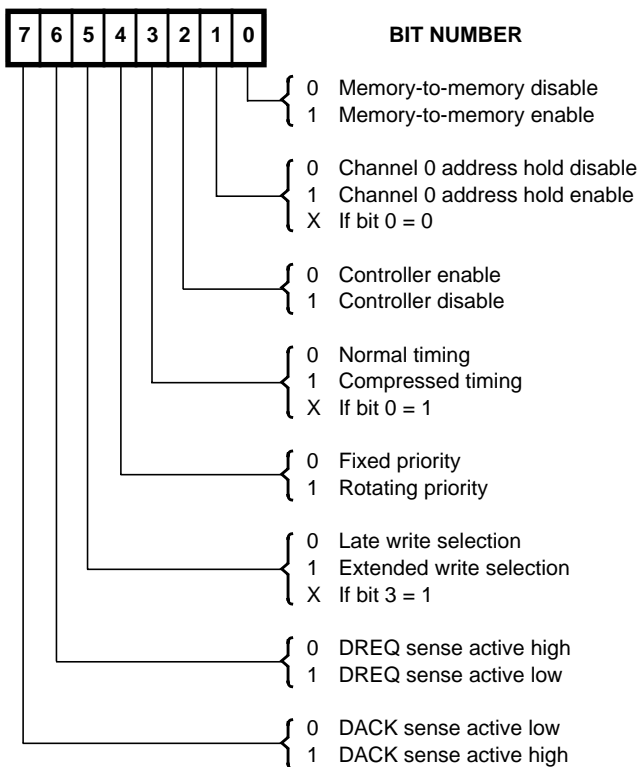 7 6 5 4 3 2 1 0 BIT NUMBER
0 Memory-to-memory disable
1 Memory-to-memory enable
0 Channel 0 address hold disable
1 Channel 0 address hold enable
X If bit 0 = 0
0 Controller enable
1 Controller disable
0 Normal timing
1 Compressed timing
X If bit 0 = 1
0 Fixed priority
1 Rotating priority
0 Late write selection
1 Extended write selection
X If bit 3 = 1
0 DREQ sense active high
1 DREQ sense active low
0 DACK sense active low
1 DACK sense active high